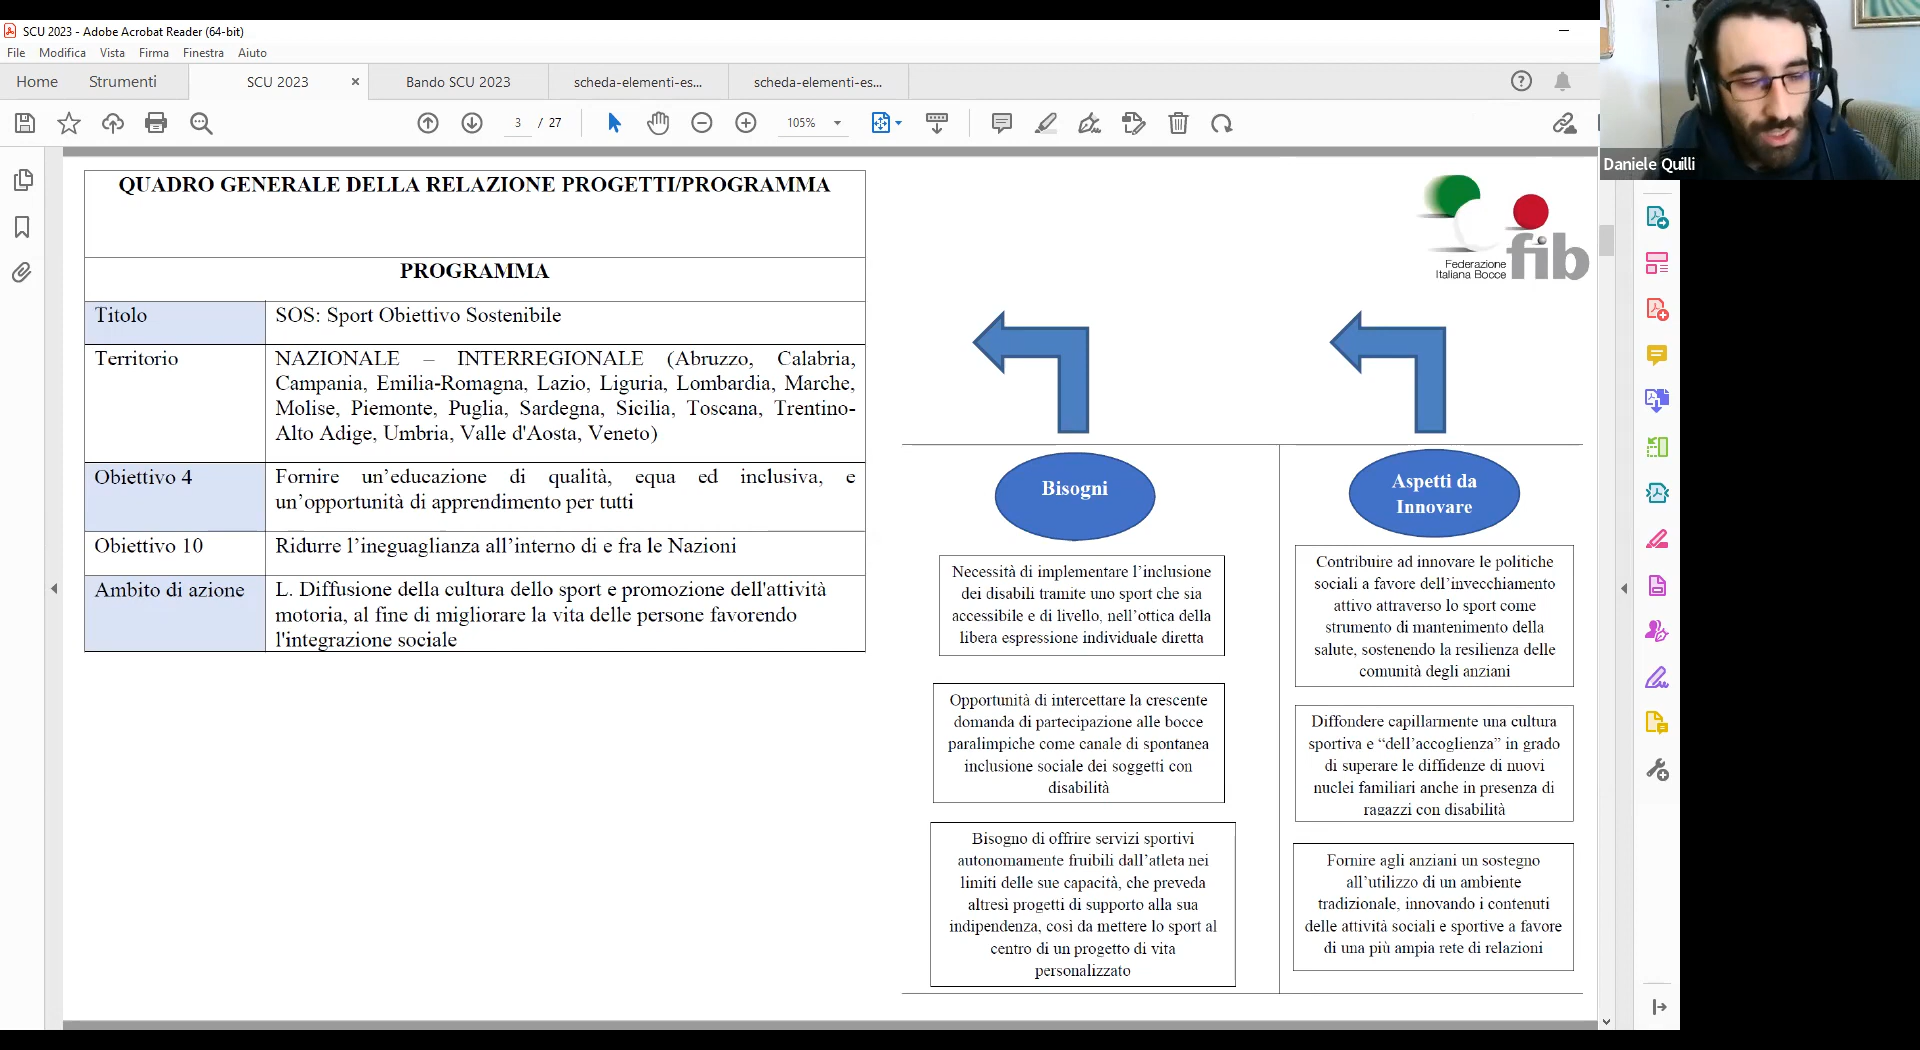 SCU 2023 - Adobe Acrobat Reader (64-bit)
File Modifica Vista Firma Finestra Aiuto
Home Strumenti SCU 2023 × Bando SCU 2023 scheda-elementi-es... scheda-elementi-es...
3 / 27 105%
Daniele Quilli
QUADRO GENERALE DELLA RELAZIONE PROGETTI/PROGRAMMA
PROGRAMMA
Titolo
SOS: Sport Obiettivo Sostenibile
Territorio
NAZIONALE – INTERREGIONALE (Abruzzo, Calabria,
Campania, Emilia-Romagna, Lazio, Liguria, Lombardia, Marche,
Molise, Piemonte, Puglia, Sardegna, Sicilia, Toscana, Trentino-
Alto Adige, Umbria, Valle d'Aosta, Veneto)
Obiettivo 4
Fornire un’educazione di qualità, equa ed inclusiva, e
un’opportunità di apprendimento per tutti
Obiettivo 10
Ridurre l’ineguaglianza all’interno di e fra le Nazioni
Ambito di azione
L. Diffusione della cultura dello sport e promozione dell'attività
motoria, al fine di migliorare la vita delle persone favorendo
l'integrazione sociale
Federazione
Italiana Bocce
fib
Bisogni
Necessità di implementare l’inclusione
dei disabili tramite uno sport che sia
accessibile e di livello, nell’ottica della
libera espressione individuale diretta
Opportunità di intercettare la crescente
domanda di partecipazione alle bocce
paralimpiche come canale di spontanea
inclusione sociale dei soggetti con
disabilità
Bisogno di offrire servizi sportivi
autonomamente fruibili dall’atleta nei
limiti delle sue capacità, che preveda
altresì progetti di supporto alla sua
indipendenza, così da mettere lo sport al
centro di un progetto di vita
personalizzato
Aspetti da
Innovare
Contribuire ad innovare le politiche
sociali a favore dell’invecchiamento
attivo attraverso lo sport come
strumento di mantenimento della
salute, sostenendo la resilienza delle
comunità degli anziani
Diffondere capillarmente una cultura
sportiva e “dell’accoglienza” in grado
di superare le diffidenze di nuovi
nuclei familiari anche in presenza di
ragazzi con disabilità
Fornire agli anziani un sostegno
all’utilizzo di un ambiente
tradizionale, innovando i contenuti
delle attività sociali e sportive a favore
di una più ampia rete di relazioni